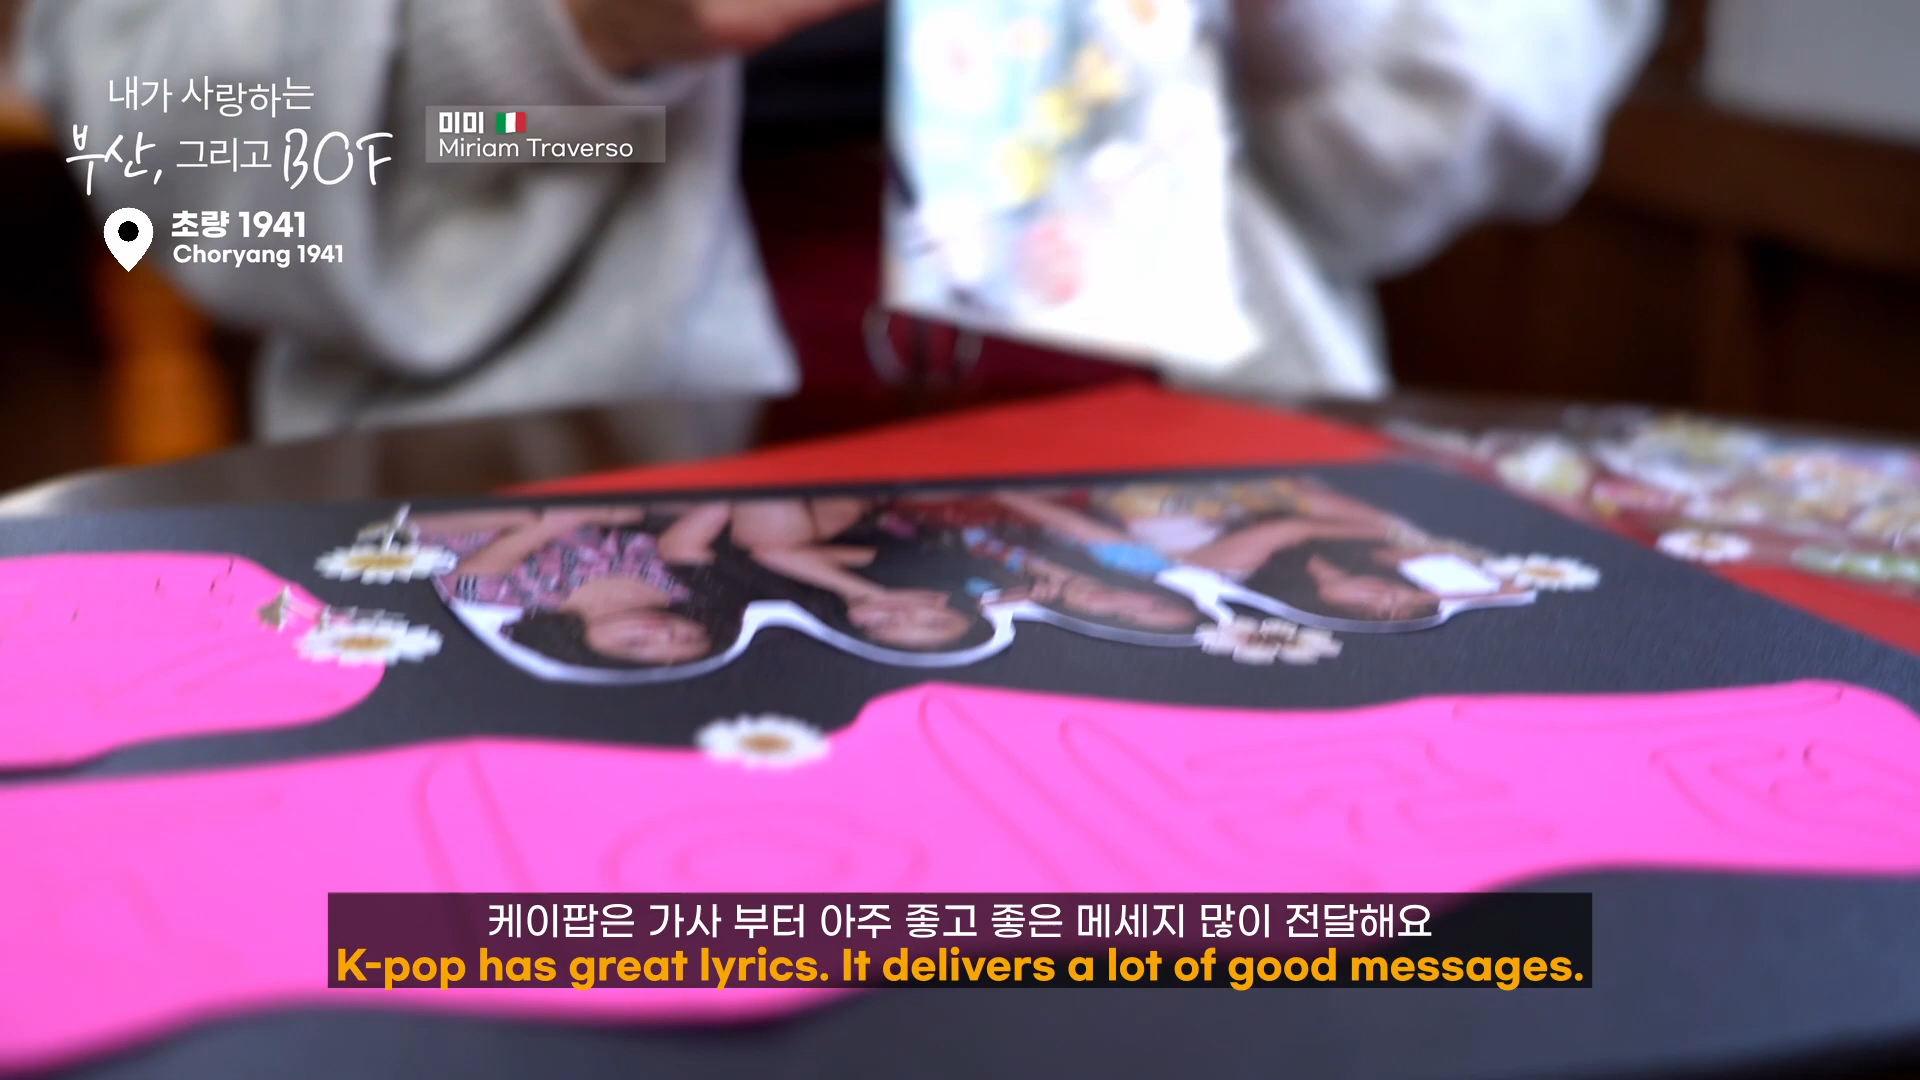 내가 사랑하는
부산, 그리고 BOF
미미
Miriam Traverso
초량 1941
Choryang 1941
케이팝은 가사 부터 아주 좋고 좋은 메세지 많이 전달해요
K-pop has great lyrics. It delivers a lot of good messages.